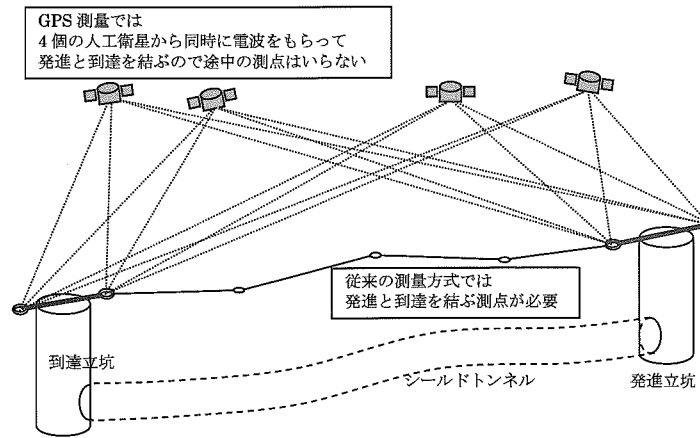 GPS 測量では
4 個の人工衛星から同時に電波をもらって
発進と到達を結ぶので途中の測点はいらない
従来の測量方式では
発進と到達を結ぶ測点が必要
到達立坑
シールドトンネル
発進立坑